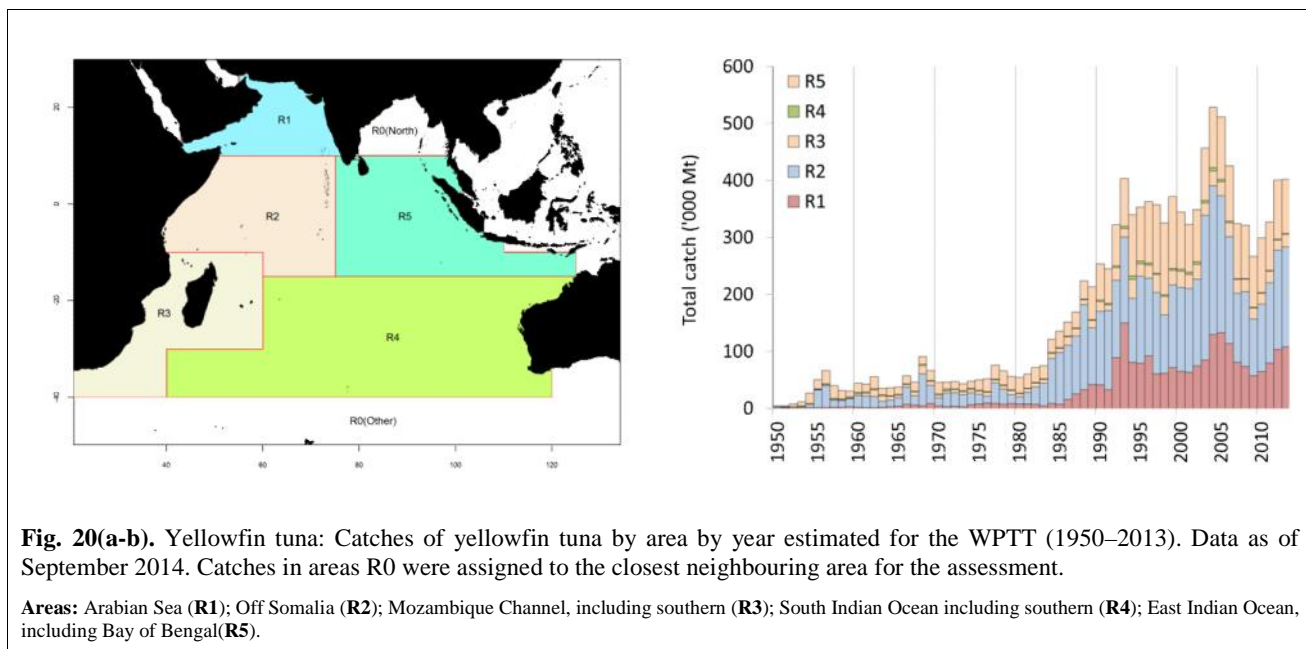 R1
R0(North)
R2
R5
R3
R4
R0(Other)
20
0
-20
-40
40
60
80
100
120
600
500
400
300
200
100
0
Total catch ('000 Mt)
R5
R4
R3
R2
R1
1950
1955
1960
1965
1970
1975
1980
1985
1990
1995
2000
2005
2010
Fig. 20(a-b). Yellowfin tuna: Catches of yellowfin tuna by area by year estimated for the WPTT (1950–2013). Data as of
September 2014. Catches in areas R0 were assigned to the closest neighbouring area for the assessment.
Areas: Arabian Sea (R1); Off Somalia (R2); Mozambique Channel, including southern (R3); South Indian Ocean including southern (R4); East Indian Ocean,
including Bay of Bengal(R5).